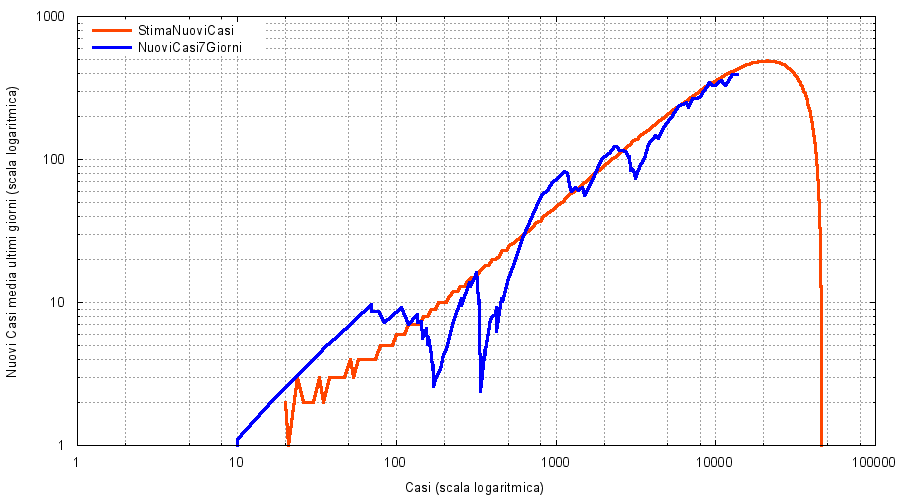 1000
100
10
1
StimaNuoviCasi
NuoviCasi7Giorni
Nuovi Casi media ultimi giorni (scala logaritmica)
1 10 100 1000 10000 100000
Casi (scala logaritmica)